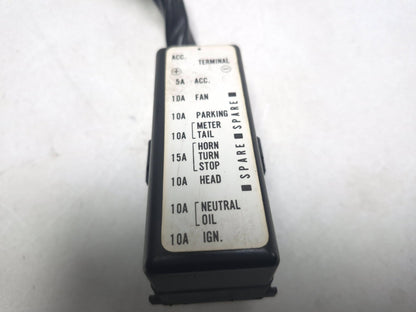 ACC. TERMINAL
⊕ ⊖
5A ACC.
10A FAN
10A PARKING
10A METER
TAIL
15A HORN
TURN
STOP
10A HEAD
10A NEUTRAL
OIL
10A IGN.
■ SPARE ■ SPARE ■